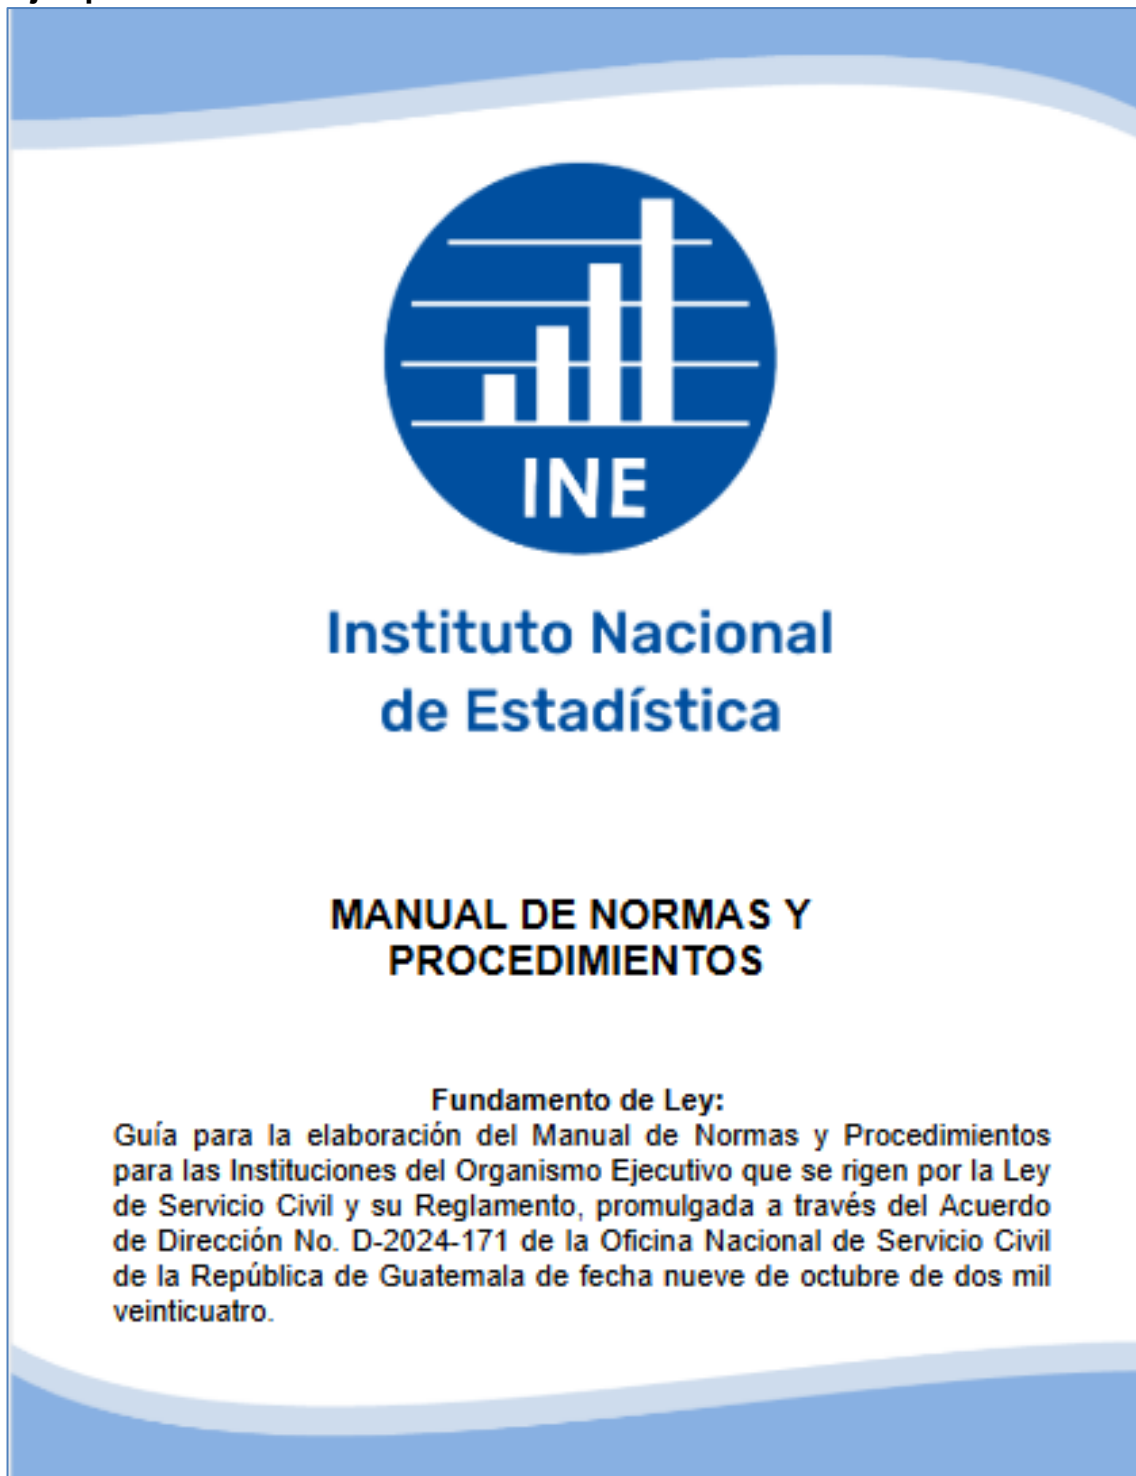 INE
Instituto Nacional
de Estadística
MANUAL DE NORMAS Y
PROCEDIMIENTOS
Fundamento de Ley:
Guía para la elaboración del Manual de Normas y Procedimientos
para las Instituciones del Organismo Ejecutivo que se rigen por la Ley
de Servicio Civil y su Reglamento, promulgada a través del Acuerdo
de Dirección No. D-2024-171 de la Oficina Nacional de Servicio Civil
de la República de Guatemala de fecha nueve de octubre de dos mil
veinticuatro.